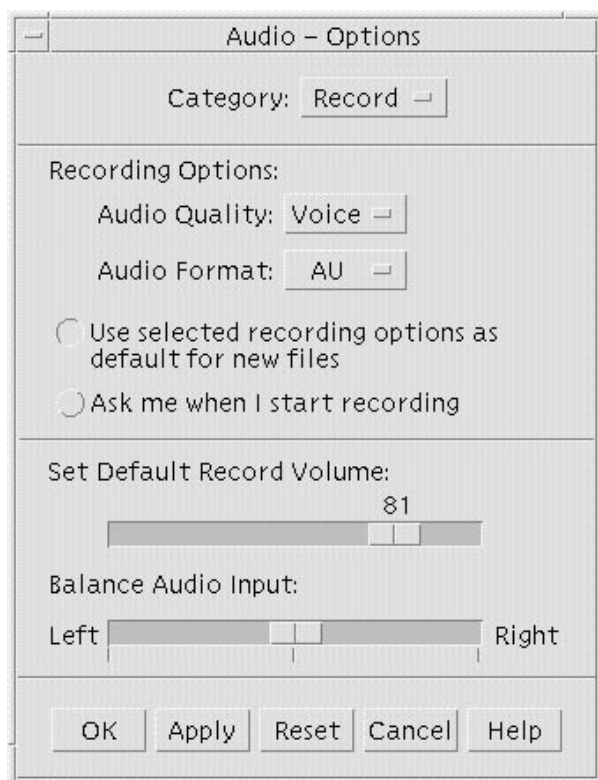 Audio – Options
Category: Record
Recording Options:
Audio Quality: Voice
Audio Format: AU
Use selected recording options as
default for new files
Ask me when I start recording
Set Default Record Volume:
81
Balance Audio Input:
Left Right
OK Apply Reset Cancel Help